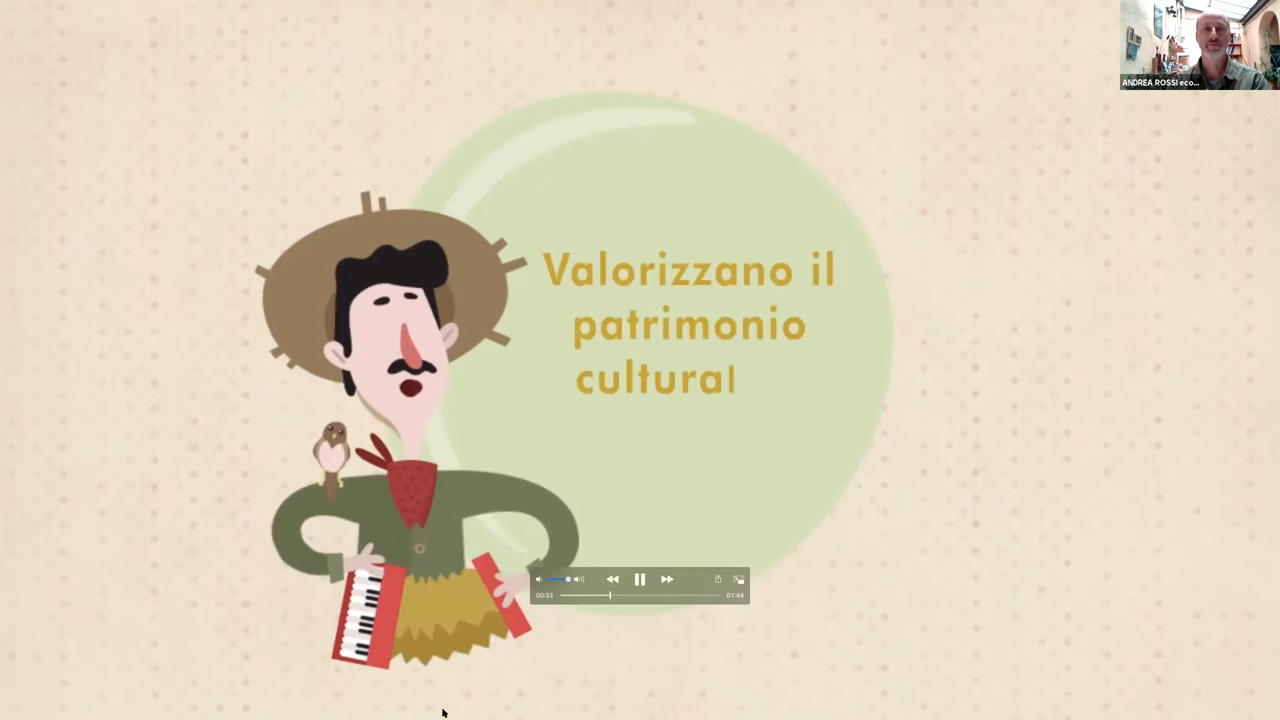 ANDREA ROSSI eco...
Valorizzano il
patrimonio
cultural
00:32
01:44